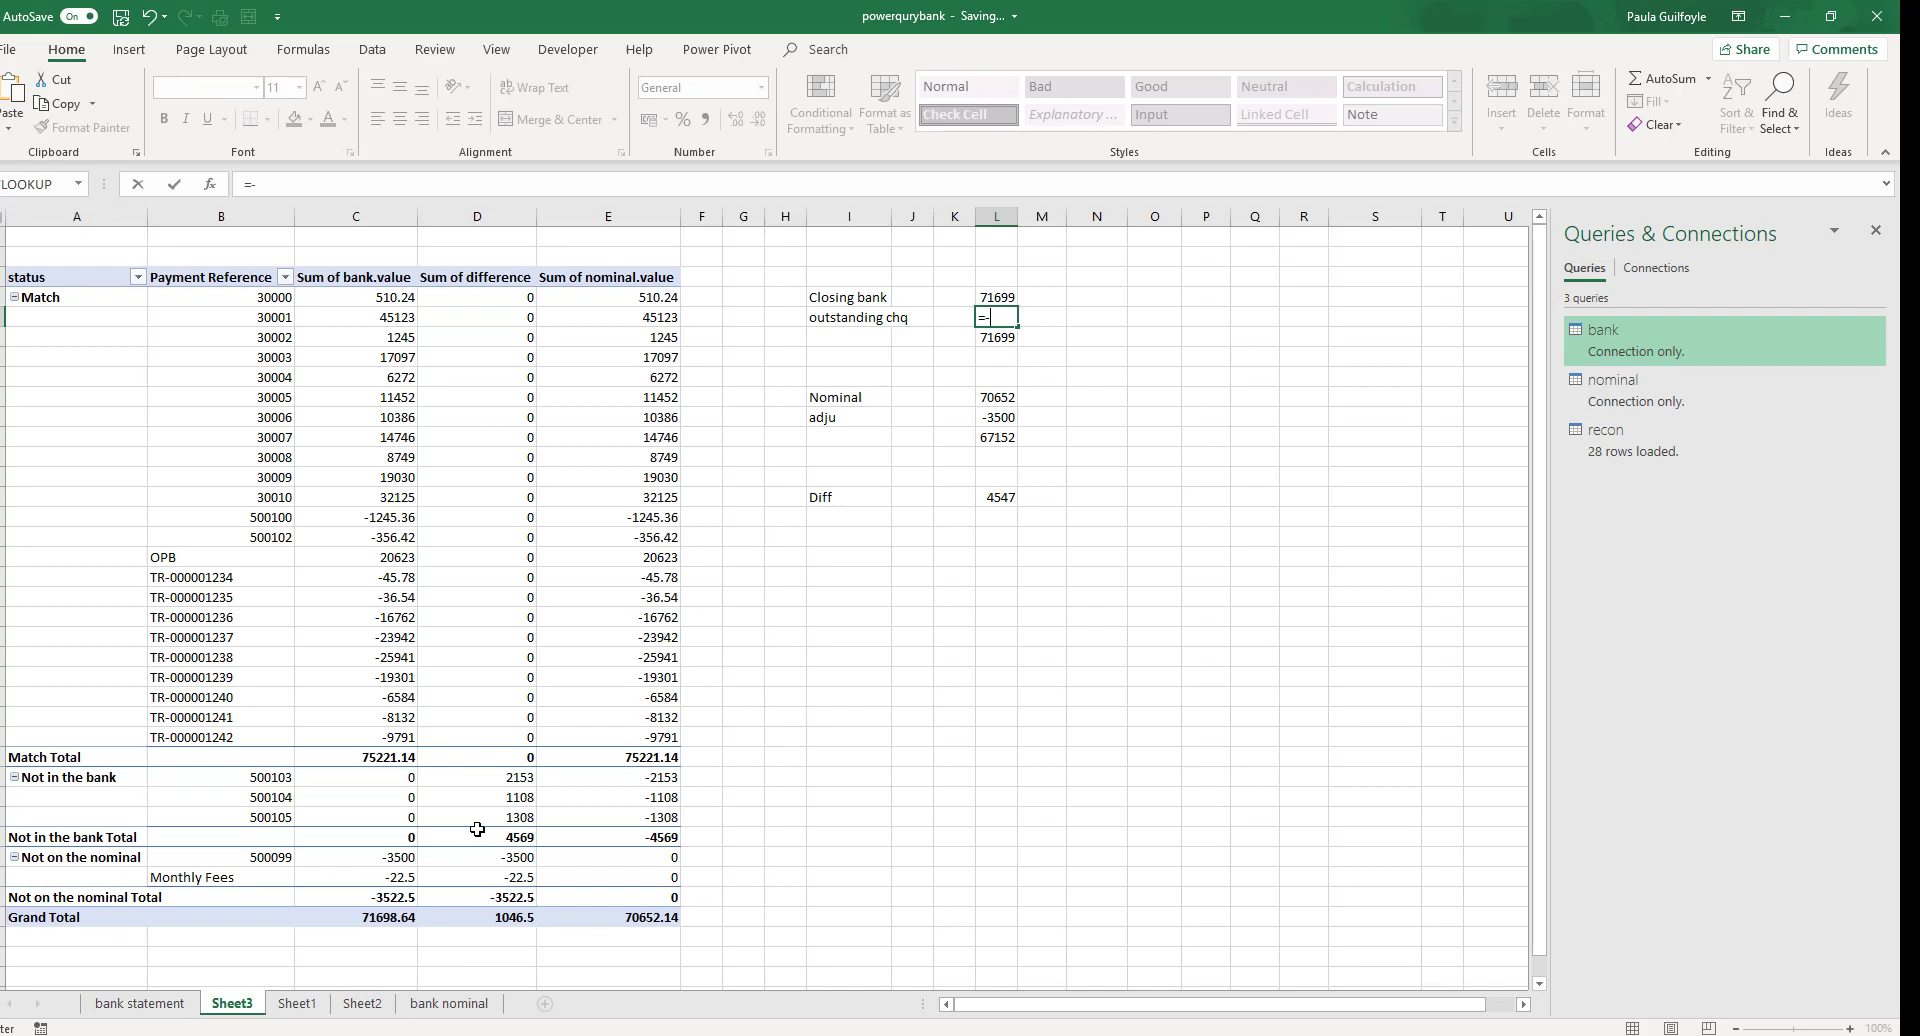 AutoSave On powerqurybank - Saving... Paula Guilfoyle
File Home Insert Page Layout Formulas Data Review View Developer Help Power Pivot Search Share Comments
Cut
Copy
Format Painter
Paste
Clipboard
11
B I U
Font
Wrap Text
Merge & Center
Alignment
General
Number
Conditional Formatting
Format as Table
Normal Bad Good Neutral Calculation
Check Cell Explanatory ... Input Linked Cell Note
Styles
Insert Delete Format
Cells
AutoSum
Fill
Clear
Sort & Filter
Find & Select
Editing
Ideas
Ideas
LOOKUP fx =-
A B C D E F G H I J K L M N O P Q R S T U
status Payment Reference Sum of bank.value Sum of difference Sum of nominal.value
Match 30000 510.24 0 510.24 Closing bank 71699
30001 45123 0 45123 outstanding chq =-
30002 1245 0 1245 71699
30003 17097 0 17097
30004 6272 0 6272
30005 11452 0 11452 Nominal 70652
30006 10386 0 10386 adju -3500
30007 14746 0 14746 67152
30008 8749 0 8749
30009 19030 0 19030
30010 32125 0 32125 Diff 4547
500100 -1245.36 0 -1245.36
500102 -356.42 0 -356.42
OPB 20623 0 20623
TR-000001234 -45.78 0 -45.78
TR-000001235 -36.54 0 -36.54
TR-000001236 -16762 0 -16762
TR-000001237 -23942 0 -23942
TR-000001238 -25941 0 -25941
TR-000001239 -19301 0 -19301
TR-000001240 -6584 0 -6584
TR-000001241 -8132 0 -8132
TR-000001242 -9791 0 -9791
Match Total 75221.14 0 75221.14
Not in the bank 500103 0 2153 -2153
500104 0 1108 -1108
500105 0 1308 -1308
Not in the bank Total 0 4569 -4569
Not on the nominal 500099 -3500 -3500 0
Monthly Fees -22.5 -22.5 0
Not on the nominal Total -3522.5 -3522.5 0
Grand Total 71698.64 1046.5 70652.14
Queries & Connections
Queries Connections
3 queries
bank
Connection only.
nominal
Connection only.
recon
28 rows loaded.
bank statement Sheet3 Sheet1 Sheet2 bank nominal
ter 100%